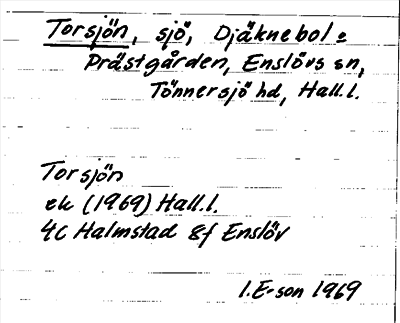 Torsjön, sjö, Djäknebol =
Prästgården, Enslövs sn,
Tönnersjö hd, Hall. l.
Torsjön
ek (1969) Hall. l.
4C Halmstad 8f Enslöv
I. E-son 1969